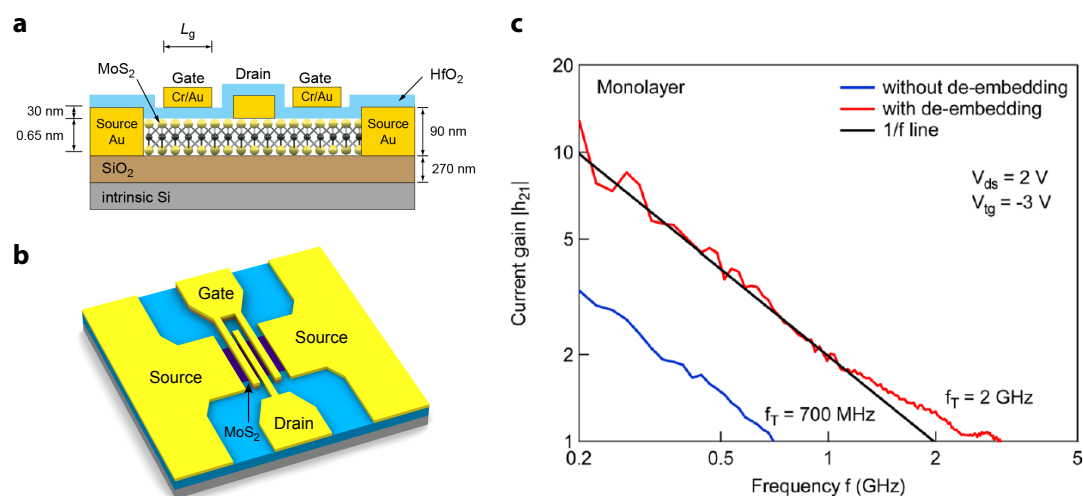 a
Lg
MoS2
Gate
Drain
Gate
HfO2
Cr/Au
Cr/Au
30 nm
0.65 nm
Source
Au
Source
Au
90 nm
SiO2
270 nm
intrinsic Si
b
Gate
Source
Source
MoS2
Drain
c
Monolayer
without de-embedding
with de-embedding
1/f line
Vds = 2 V
Vtg = -3 V
fT = 700 MHz
fT = 2 GHz
Current gain |h21|
20
10
5
2
1
0.2
0.5
1
2
5
Frequency f (GHz)